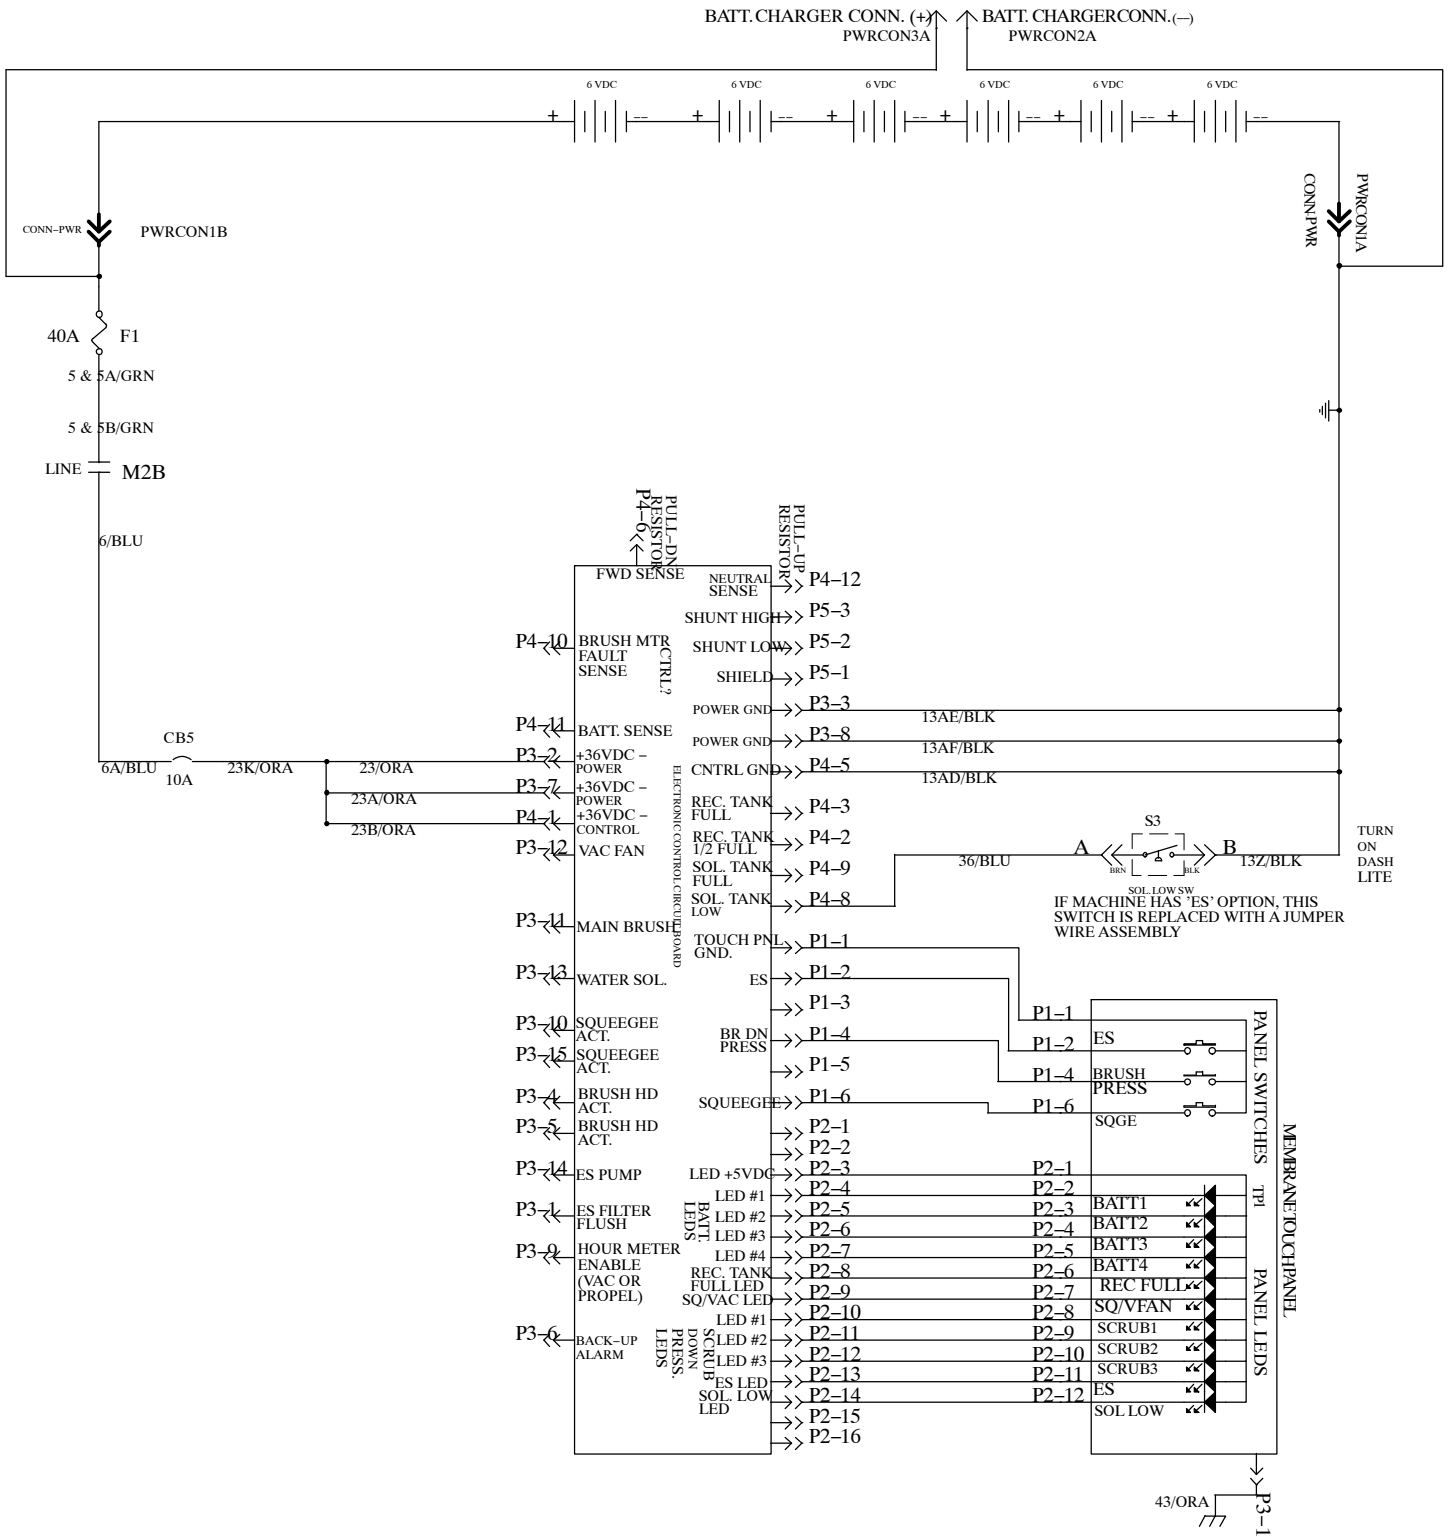 BATT. CHARGER CONN. (+)
BATT. CHARGERCONN. (—)
PWRCON3A
PWRCON2A
6 VDC
6 VDC
6 VDC
6 VDC
6 VDC
6 VDC
+
--
+
--
+
--
+
--
+
--
+
--
CONN-PWR
PWRCON1B
CONN-PWR
PWRCON1A
40A
F1
5 & 5A/GRN
5 & 5B/GRN
LINE
M2B
6/BLU
CB5
6A/BLU
10A
23K/ORA
23/ORA
23A/ORA
23B/ORA
P4-6
PULL-DN
RESISTOR
FWD SENSE
PULL-UP
RESISTOR
P4-10
BRUSH MTR
FAULT
SENSE
CTRL?
P4-11
BATT. SENSE
P3-2
+36VDC -
POWER
P3-7
+36VDC -
POWER
P4-1
+36VDC -
CONTROL
P3-12
VAC FAN
P3-11
MAIN BRUSH
P3-13
WATER SOL.
P3-10
SQUEEGEE
ACT.
P3-15
SQUEEGEE
ACT.
P3-4
BRUSH HD
ACT.
P3-5
BRUSH HD
ACT.
P3-14
ES PUMP
P3-1
ES FILTER
FLUSH
P3-9
HOUR METER
ENABLE
(VAC OR
PROPEL)
P3-6
BACK-UP
ALARM
ELECTRONIC CONTROL CIRCUIT BOARD
NEUTRAL
SENSE
P4-12
SHUNT HIGH
P5-3
SHUNT LOW
P5-2
SHIELD
P5-1
POWER GND
P3-3
13AE/BLK
POWER GND
P3-8
13AF/BLK
CNTRL GND
P4-5
13AD/BLK
REC. TANK
FULL
P4-3
REC. TANK
1/2 FULL
P4-2
SOL. TANK
FULL
P4-9
SOL. TANK
LOW
P4-8
36/BLU
A
S3
B
BRN
BLK
13Z/BLK
SOL. LOW SW
TURN
ON
DASH
LITE
IF MACHINE HAS 'ES' OPTION, THIS
SWITCH IS REPLACED WITH A JUMPER
WIRE ASSEMBLY
TOUCH PNL
GND.
P1-1
ES
P1-2
P1-3
BR DN
PRESS
P1-4
P1-5
SQUEEGEE
P1-6
P2-1
P2-2
LED +5VDC
P2-3
LED #1
P2-4
LED #2
P2-5
LED #3
P2-6
LED #4
P2-7
BATT.
LEDS
REC. TANK
FULL LED
P2-8
SQ/VAC LED
P2-9
LED #1
P2-10
LED #2
P2-11
LED #3
P2-12
SCRUB
DOWN
PRESS.
LEDS
ES LED
P2-13
SOL. LOW
LED
P2-14
P2-15
P2-16
P1-1
P1-2
ES
P1-4
BRUSH
PRESS
P1-6
SQGE
PANEL SWITCHES
P2-1
P2-2
BATT1
P2-3
BATT2
P2-4
BATT3
P2-5
BATT4
P2-6
REC FULL
P2-7
SQ/VFAN
P2-8
SCRUB1
P2-9
SCRUB2
P2-10
SCRUB3
P2-11
ES
P2-12
SOL LOW
TP1
PANEL LEDS
MEMBRANE TOUCH PANEL
43/ORA
P3-1